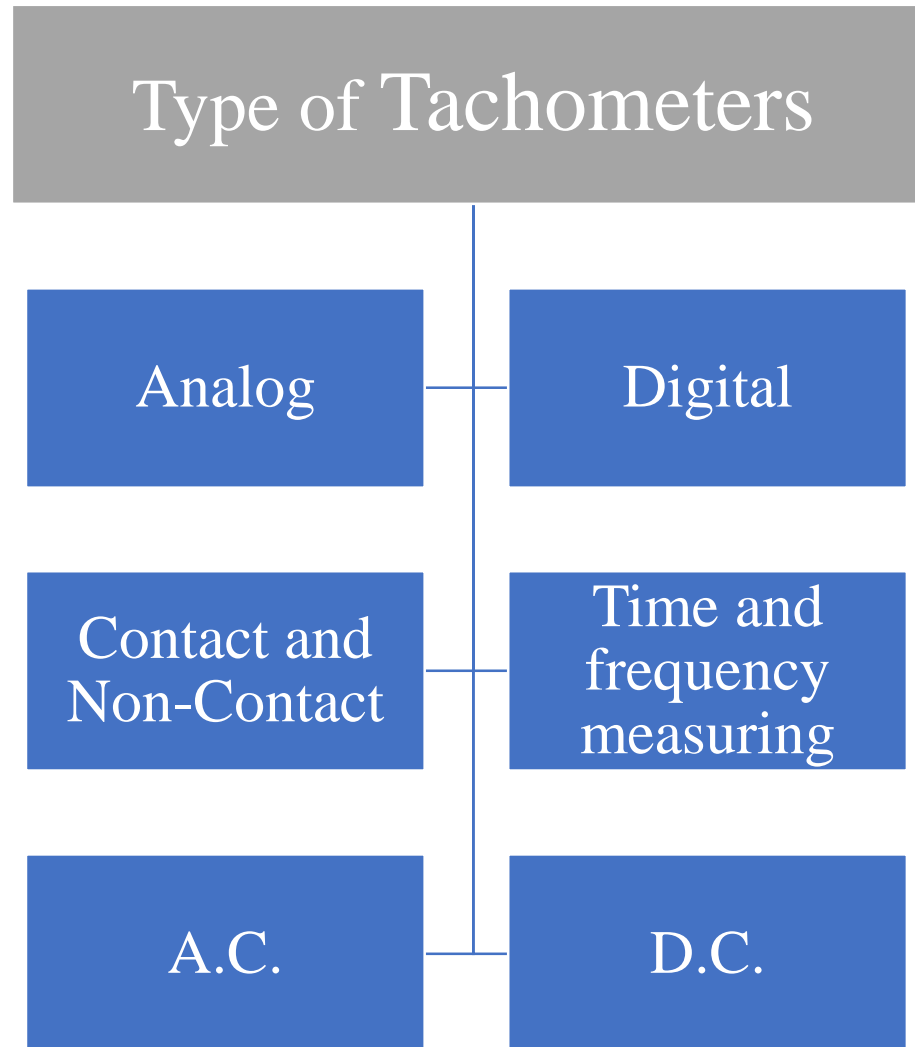 Type of Tachometers
Analog
Digital
Contact and
Non-Contact
Time and
frequency
measuring
A.C.
D.C.